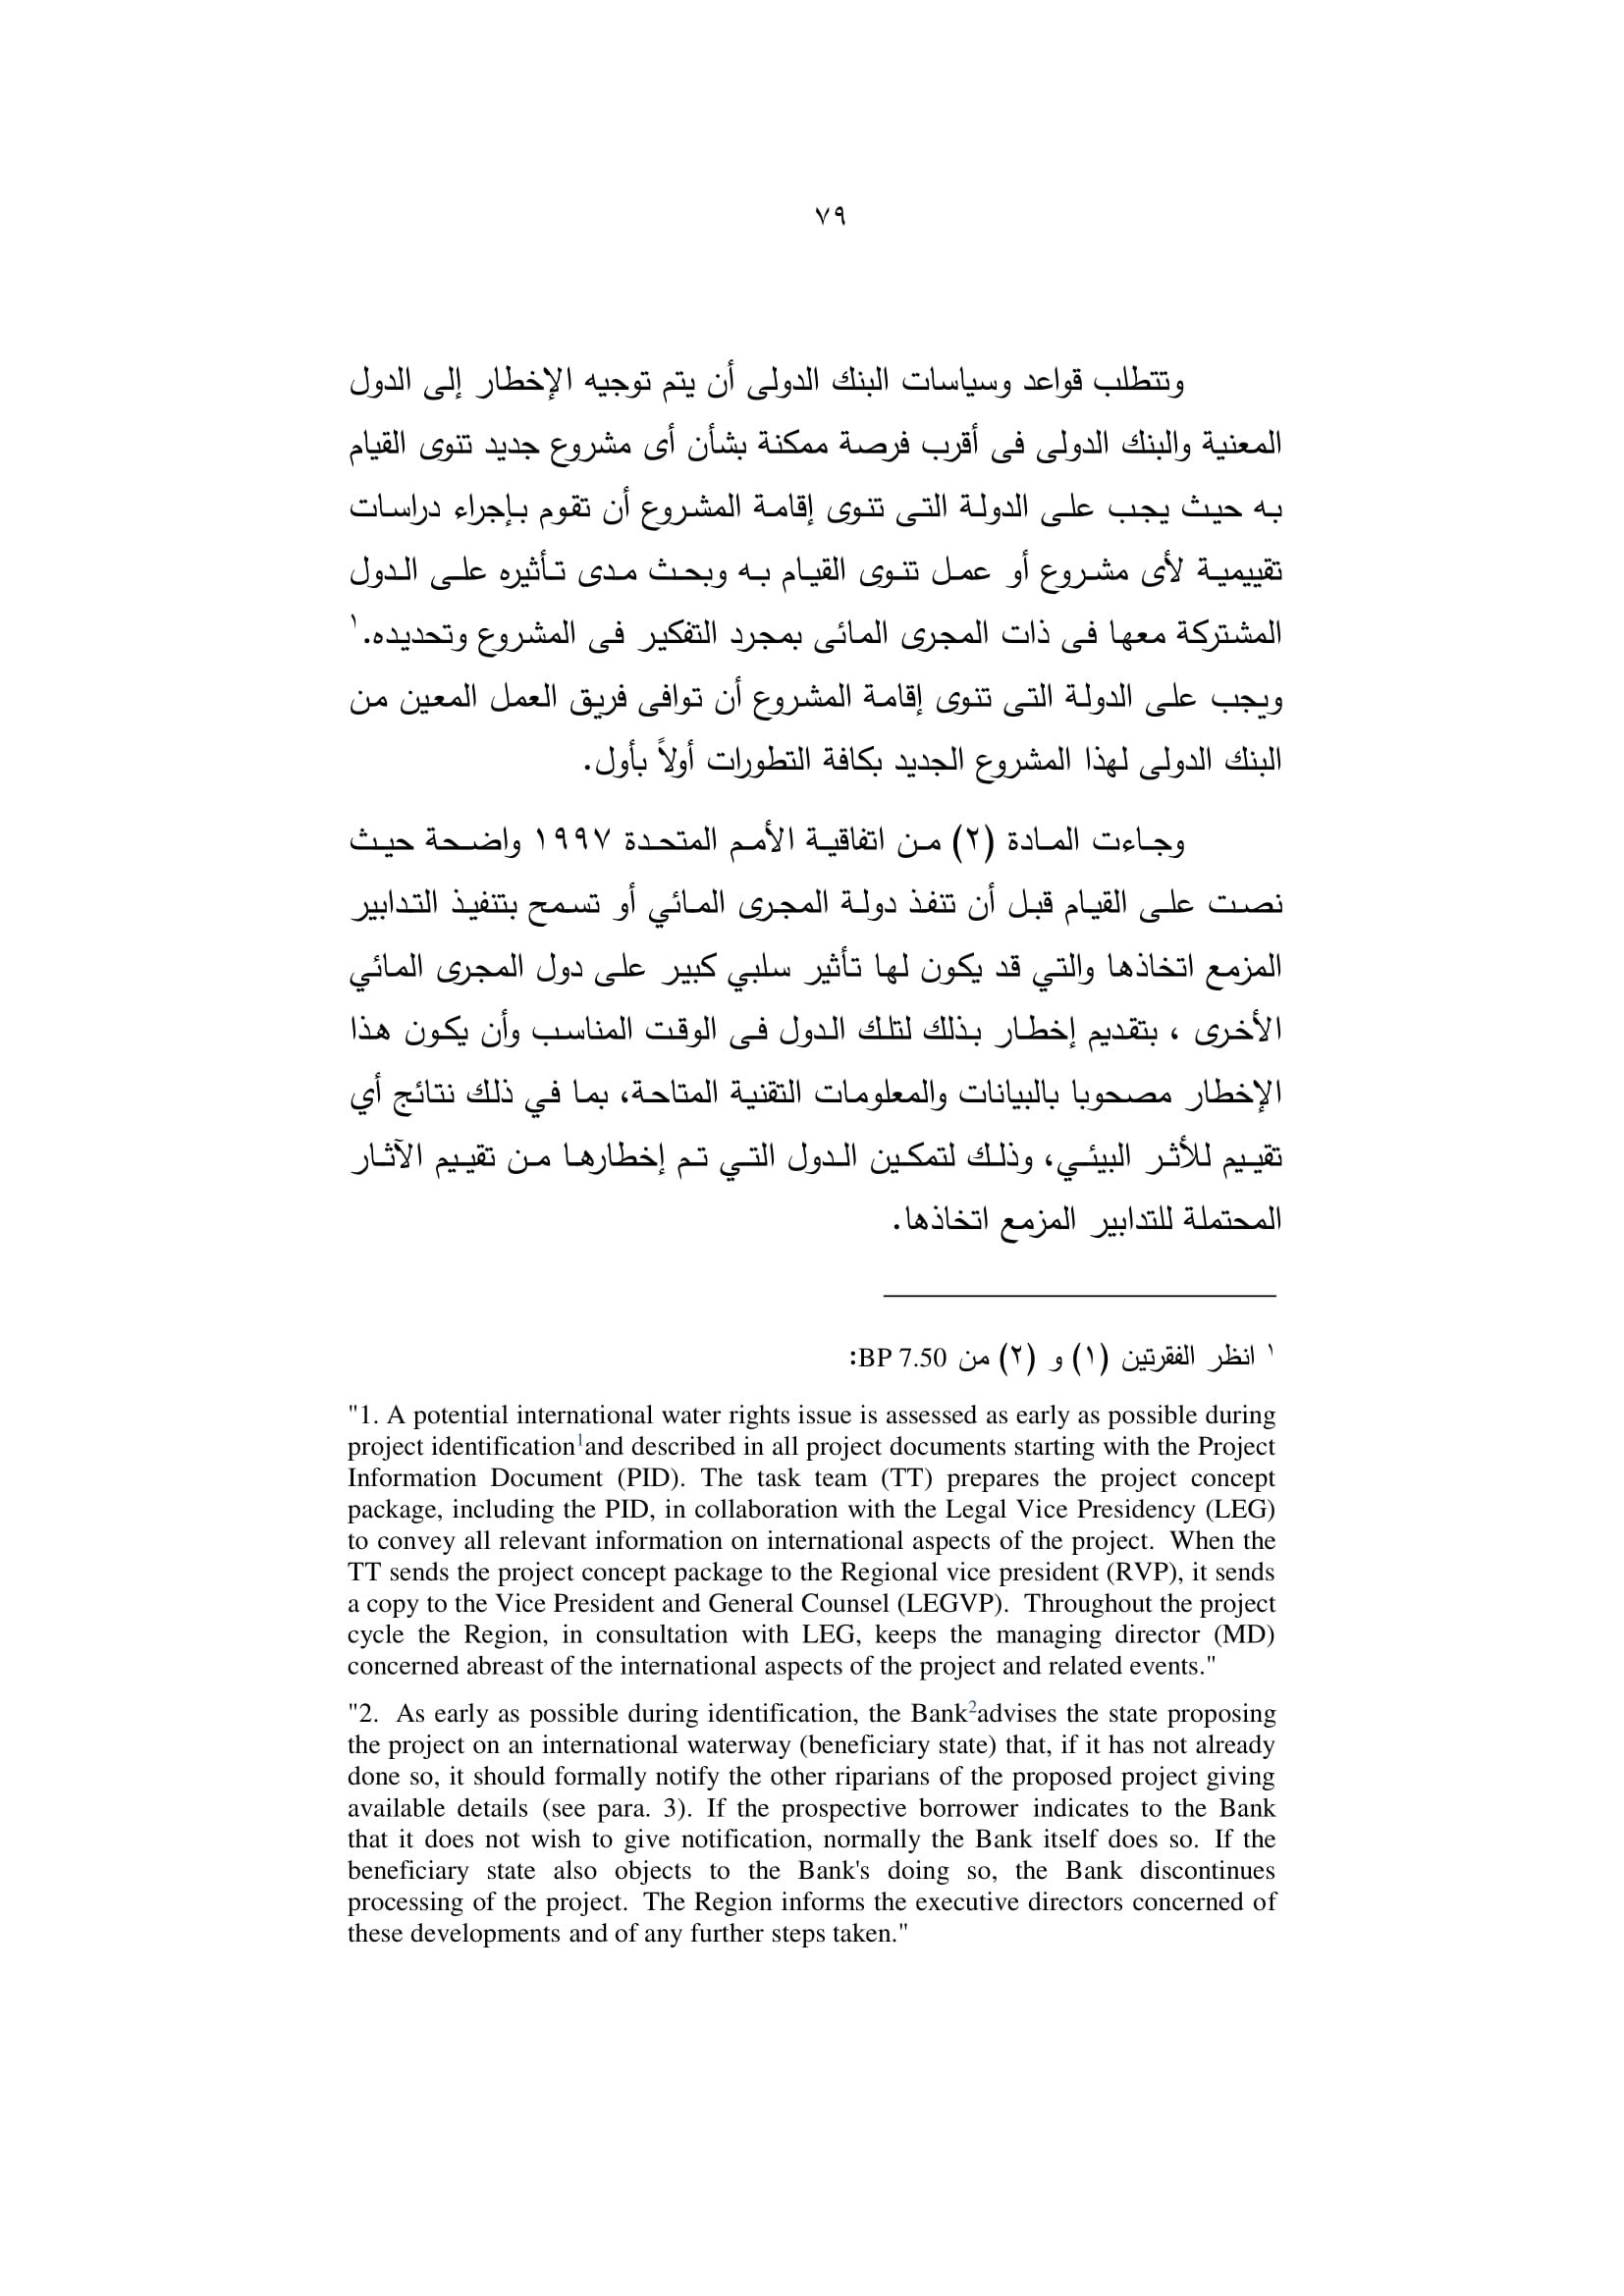 ٧٩
وتتطلب قواعد وسياسات البنك الدولى أن يتم توجيه الإخطار إلى الدول
المعنية والبنك الدولى فى أقرب فرصة ممكنة بشأن أى مشروع جديد تنوى القيام
به حيث يجب على الدولة التى تنوى إقامة المشروع أن تقوم بإجراء دراسات
تقييمية لأى مشروع أو عمل تنوى القيام به وبحث مدى تأثيره على الدول
المشتركة معها فى ذات المجرى المائى بمجرد التفكير فى المشروع وتحديده.١
ويجب على الدولة التى تنوى إقامة المشروع أن توافى فريق العمل المعين من
البنك الدولى لهذا المشروع الجديد بكافة التطورات أولاً بأول.
وجاءت المادة (٢) من اتفاقية الأمم المتحدة ١٩٩٧ واضحة حيث
نصت على القيام قبل أن تنفذ دولة المجرى المائي أو تسمح بتنفيذ التدابير
المزمع اتخاذها والتي قد يكون لها تأثير سلبي كبير على دول المجرى المائي
الأخرى ، بتقديم إخطار بذلك لتلك الدول فى الوقت المناسب وأن يكون هذا
الإخطار مصحوبا بالبيانات والمعلومات التقنية المتاحة، بما في ذلك نتائج أي
تقييم للأثر البيئي، وذلك لتمكين الدول التي تم إخطارها من تقييم الآثار
المحتملة للتدابير المزمع اتخاذها.
١ انظر الفقرتين (١) و (٢) من BP 7.50:
"1. A potential international water rights issue is assessed as early as possible during
project identification1and described in all project documents starting with the Project
Information Document (PID). The task team (TT) prepares the project concept
package, including the PID, in collaboration with the Legal Vice Presidency (LEG)
to convey all relevant information on international aspects of the project. When the
TT sends the project concept package to the Regional vice president (RVP), it sends
a copy to the Vice President and General Counsel (LEGVP). Throughout the project
cycle the Region, in consultation with LEG, keeps the managing director (MD)
concerned abreast of the international aspects of the project and related events."
"2. As early as possible during identification, the Bank2advises the state proposing
the project on an international waterway (beneficiary state) that, if it has not already
done so, it should formally notify the other riparians of the proposed project giving
available details (see para. 3). If the prospective borrower indicates to the Bank
that it does not wish to give notification, normally the Bank itself does so. If the
beneficiary state also objects to the Bank's doing so, the Bank discontinues
processing of the project. The Region informs the executive directors concerned of
these developments and of any further steps taken."